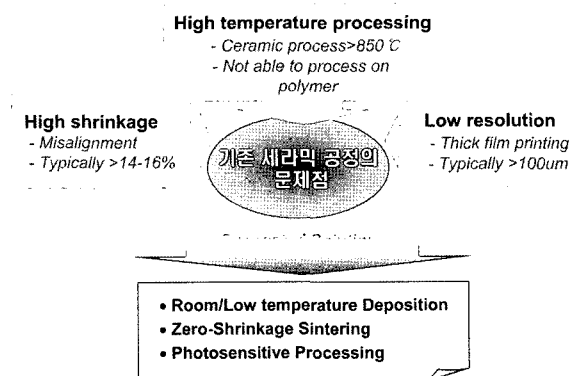 High temperature processing
- Ceramic process>850 ℃
- Not able to process on
polymer
High shrinkage
- Misalignment
- Typically >14-16%
Low resolution
- Thick film printing
- Typically >100um
기존 세라믹 공정의
문제점
• Room/Low temperature Deposition
• Zero-Shrinkage Sintering
• Photosensitive Processing